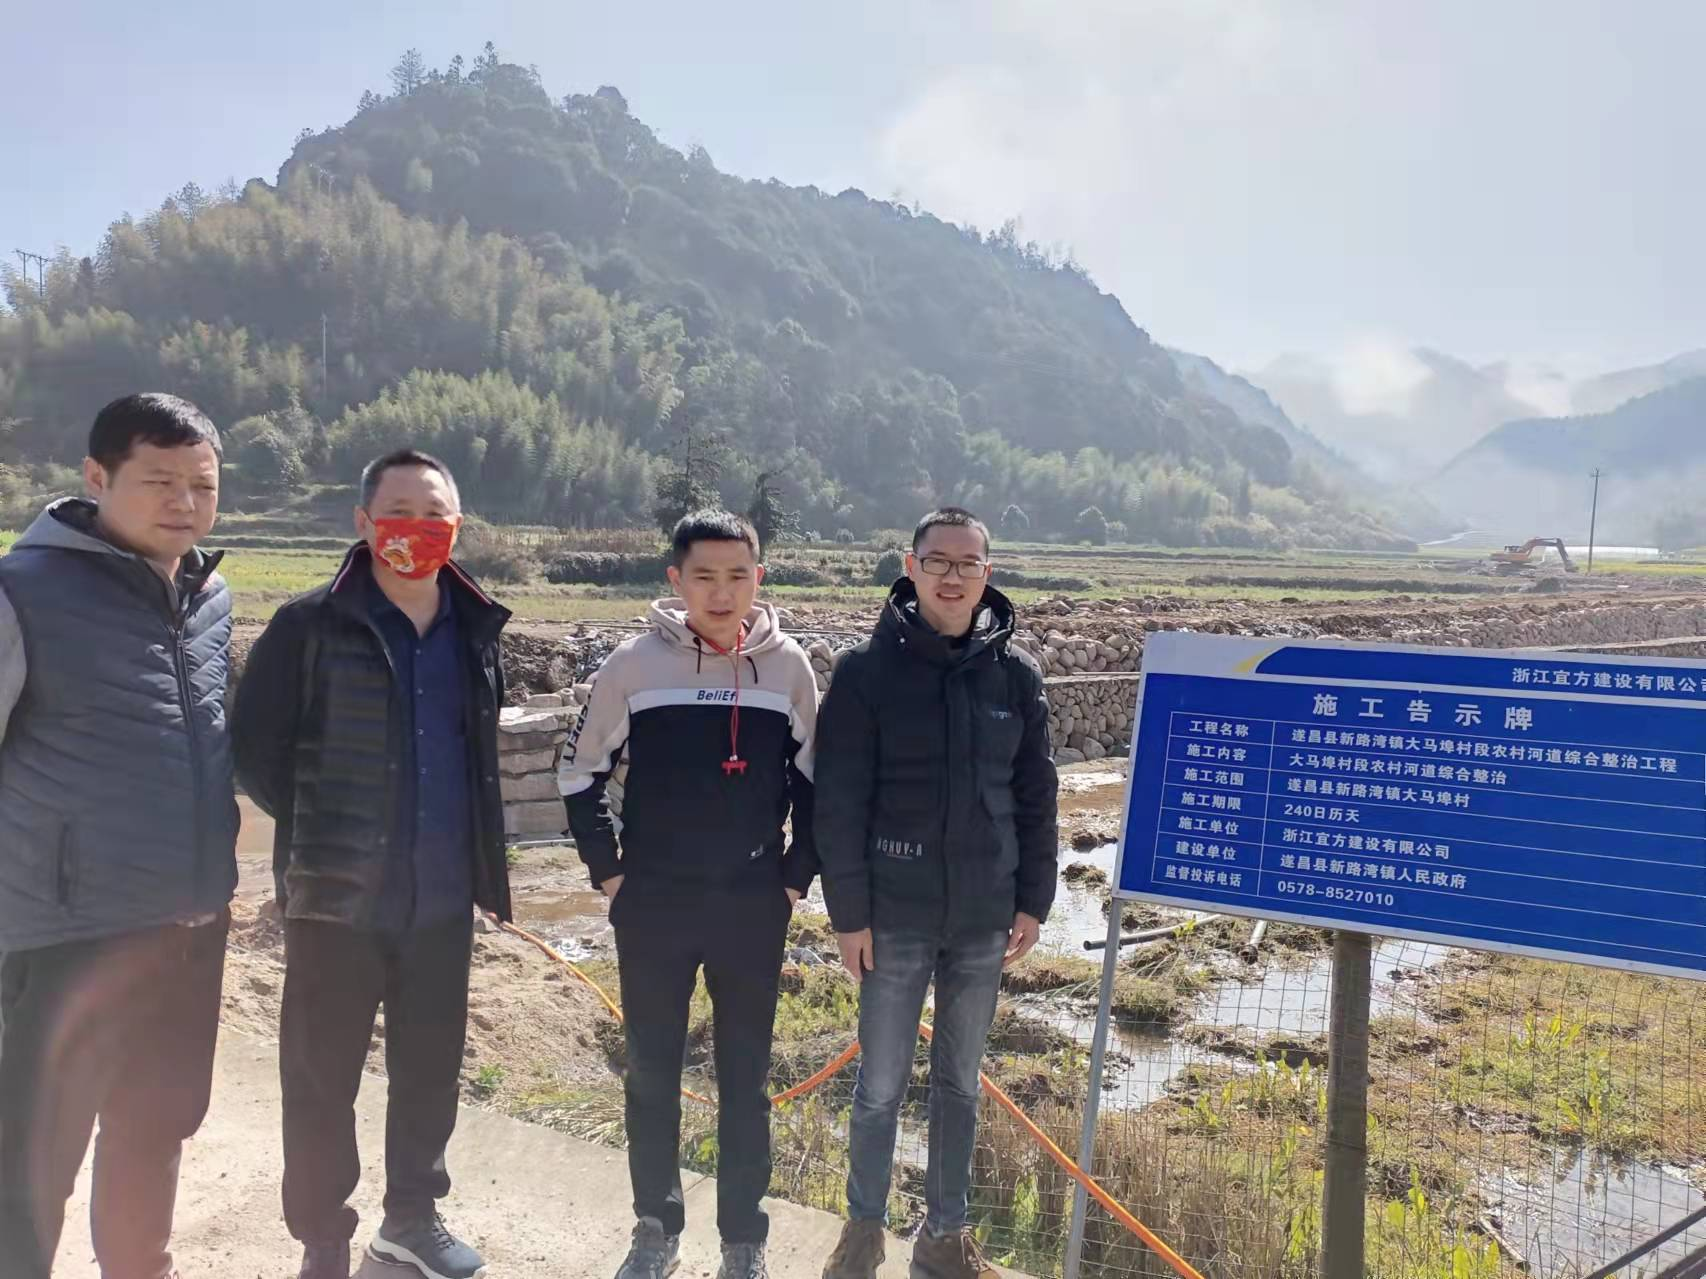 BeliEf
浙江宜方建设有限公司
施工告示牌
工程名称 遂昌县新路湾镇大马埠村段农村河道综合整治工程
施工内容 大马埠村段农村河道综合整治
施工范围 遂昌县新路湾镇大马埠村
施工期限 240日历天
施工单位 浙江宜方建设有限公司
建设单位 遂昌县新路湾镇人民政府
监督投诉电话 0578-8527010